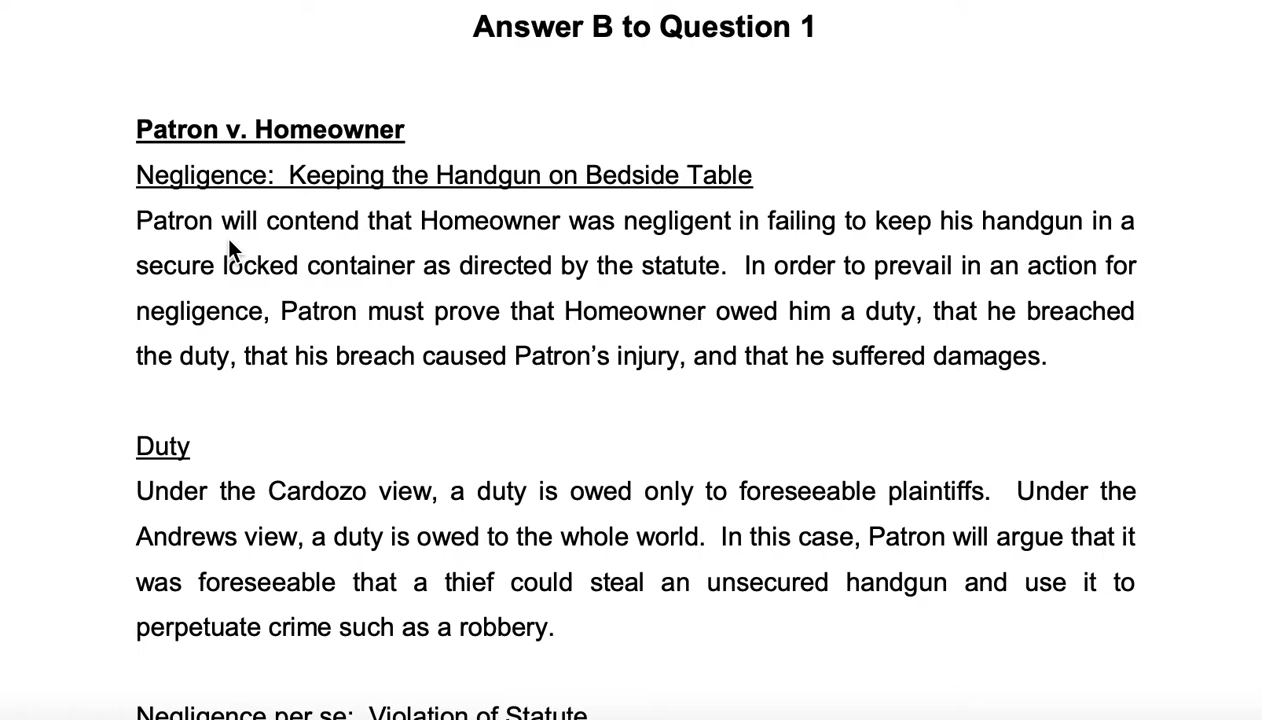 Answer B to Question 1
Patron v. Homeowner
Negligence:  Keeping the Handgun on Bedside Table
Patron will contend that Homeowner was negligent in failing to keep his handgun in a
secure locked container as directed by the statute.  In order to prevail in an action for
negligence, Patron must prove that Homeowner owed him a duty, that he breached
the duty, that his breach caused Patron’s injury, and that he suffered damages.
Duty
Under the Cardozo view, a duty is owed only to foreseeable plaintiffs.  Under the
Andrews view, a duty is owed to the whole world.  In this case, Patron will argue that it
was foreseeable that a thief could steal an unsecured handgun and use it to
perpetuate crime such as a robbery.
Negligence per se:  Violation of Statute